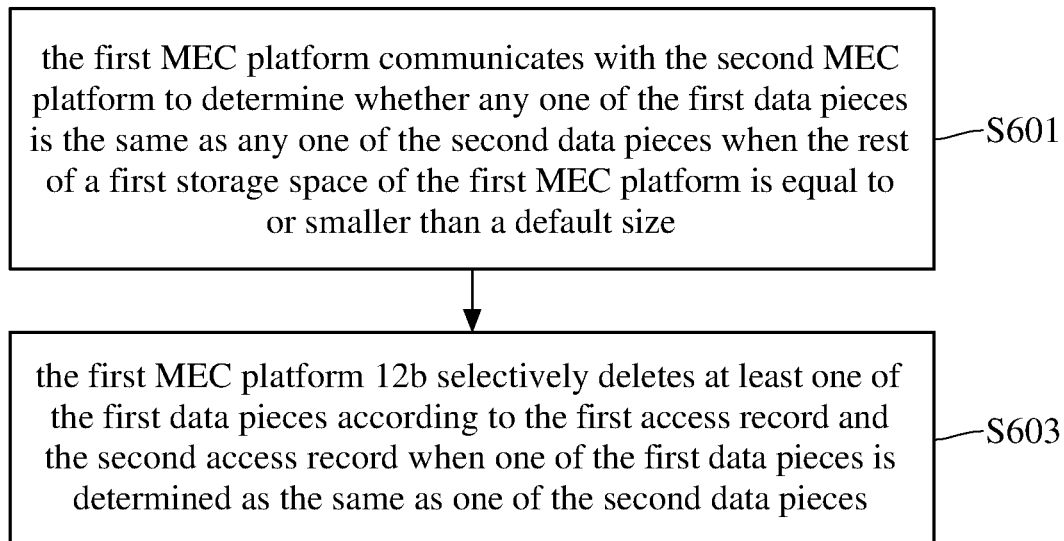 the first MEC platform communicates with the second MEC
platform to determine whether any one of the first data pieces
is the same as any one of the second data pieces when the rest
of a first storage space of the first MEC platform is equal to
or smaller than a default size
S601
the first MEC platform 12b selectively deletes at least one of
the first data pieces according to the first access record and
the second access record when one of the first data pieces is
determined as the same as one of the second data pieces
S603